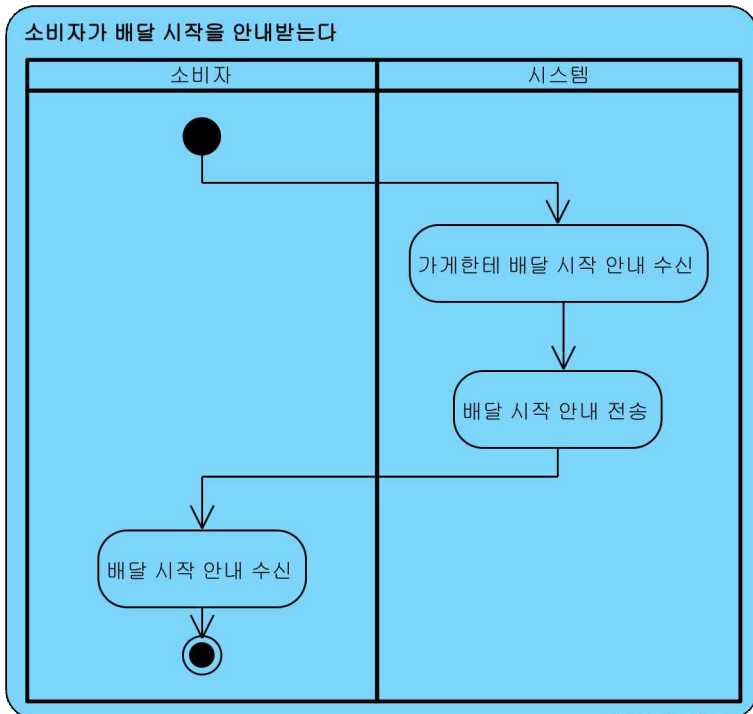 소비자가 배달 시작을 안내받는다
소비자
시스템
가게한테 배달 시작 안내 수신
배달 시작 안내 전송
배달 시작 안내 수신